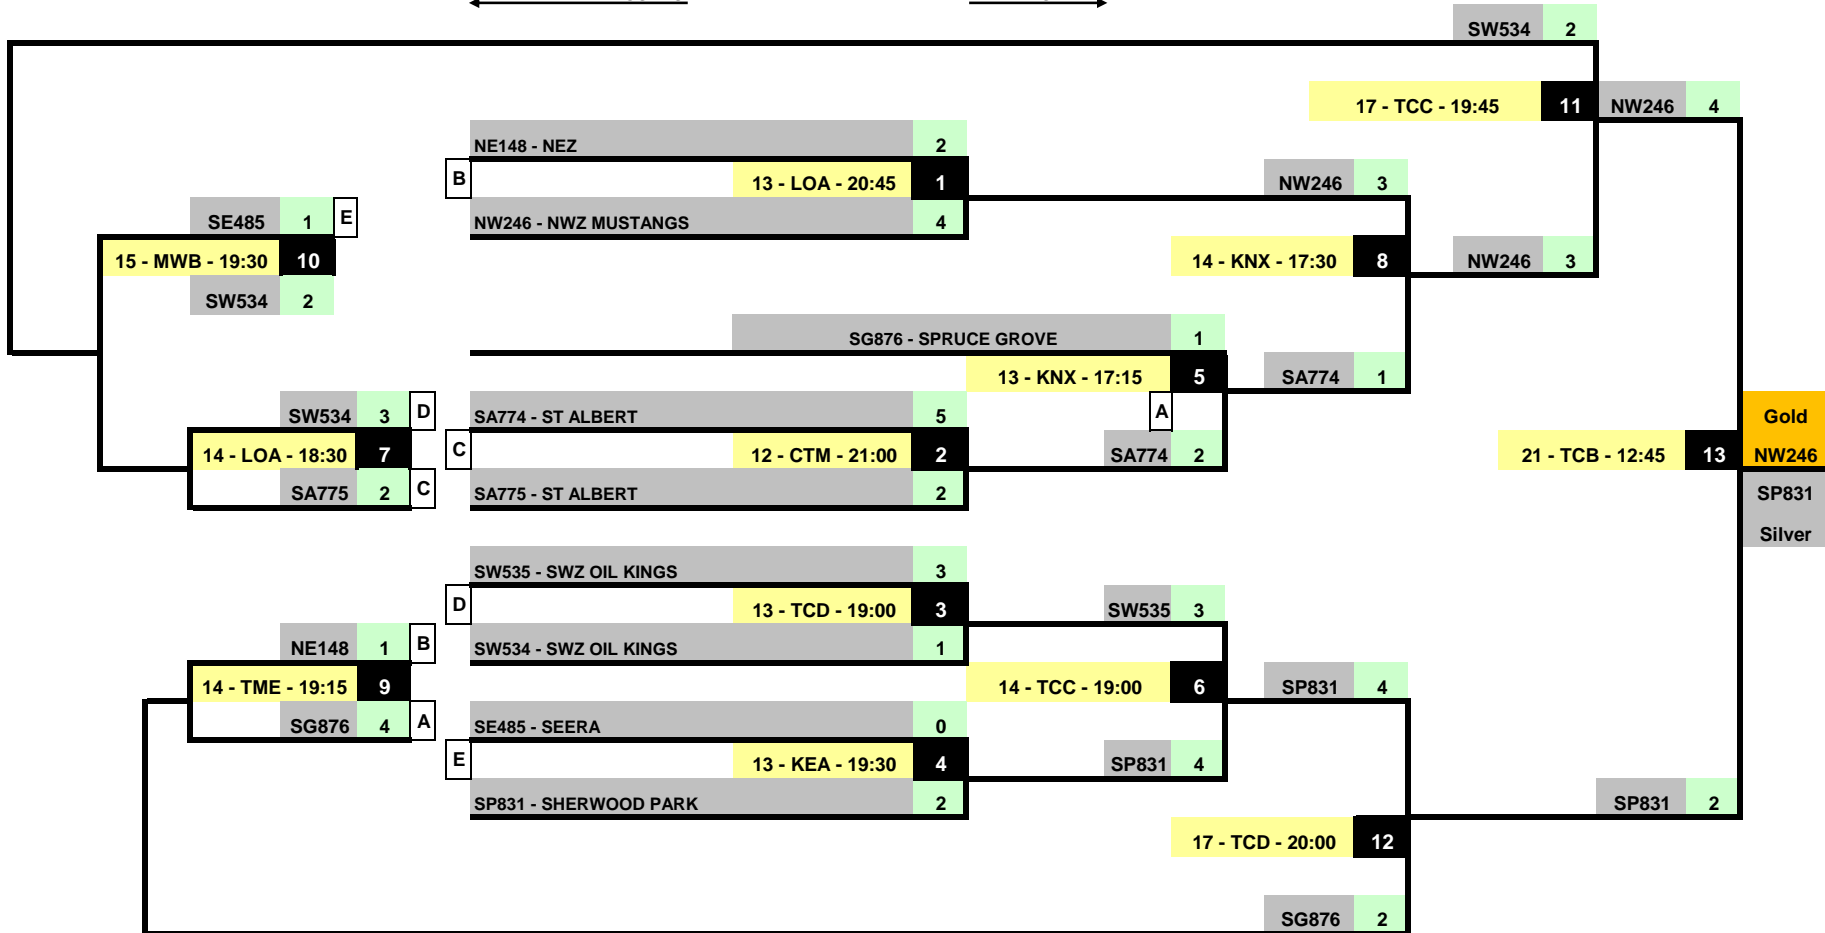 SW534 2
17 - TCC - 19:45 11 NW246 4
NE148 - NEZ 2
B 13 - LOA - 20:45 1 NW246 3
SE485 1 E NW246 - NWZ MUSTANGS 4
15 - MWB - 19:30 10 14 - KNX - 17:30 8 NW246 3
SW534 2
SG876 - SPRUCE GROVE 1
13 - KNX - 17:15 5 SA774 1
SW534 3 D SA774 - ST ALBERT 5 A Gold
14 - LOA - 18:30 7 C 12 - CTM - 21:00 2 SA774 2 21 - TCB - 12:45 13 NW246
SA775 2 C SA775 - ST ALBERT 2 SP831
Silver
SW535 - SWZ OIL KINGS 3
D 13 - TCD - 19:00 3 SW535 3
NE148 1 B SW534 - SWZ OIL KINGS 1
14 - TME - 19:15 9 14 - TCC - 19:00 6 SP831 4
SG876 4 A SE485 - SEERA 0
E 13 - KEA - 19:30 4 SP831 4
SP831 - SHERWOOD PARK 2 SP831 2
17 - TCD - 20:00 12
SG876 2